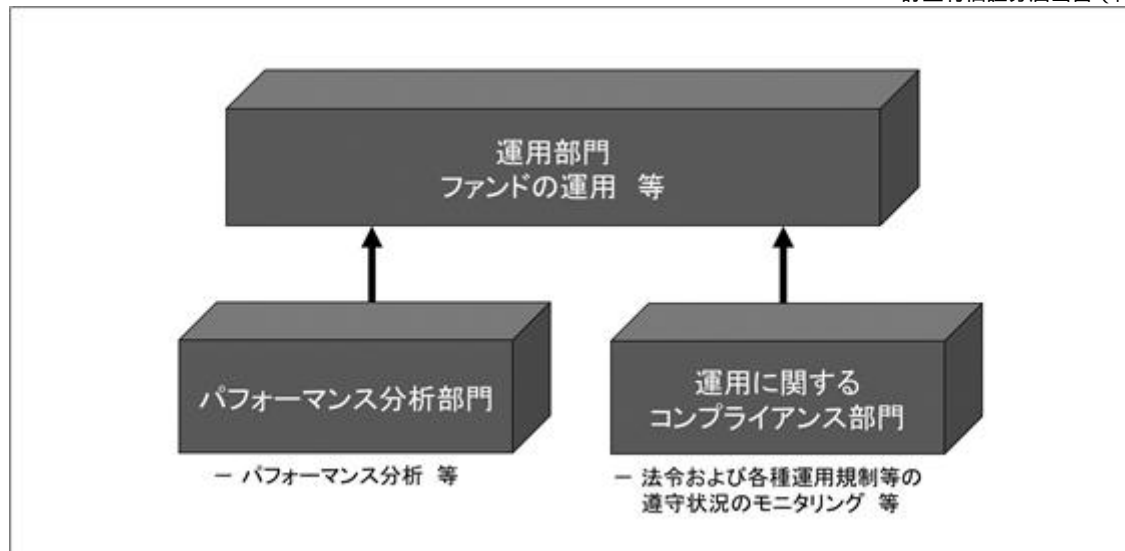 運用部門
ファンドの運用 等
パフォーマンス分析部門
－ パフォーマンス分析 等
運用に関する
コンプライアンス部門
－ 法令および各種運用規制等の
遵守状況のモニタリング 等